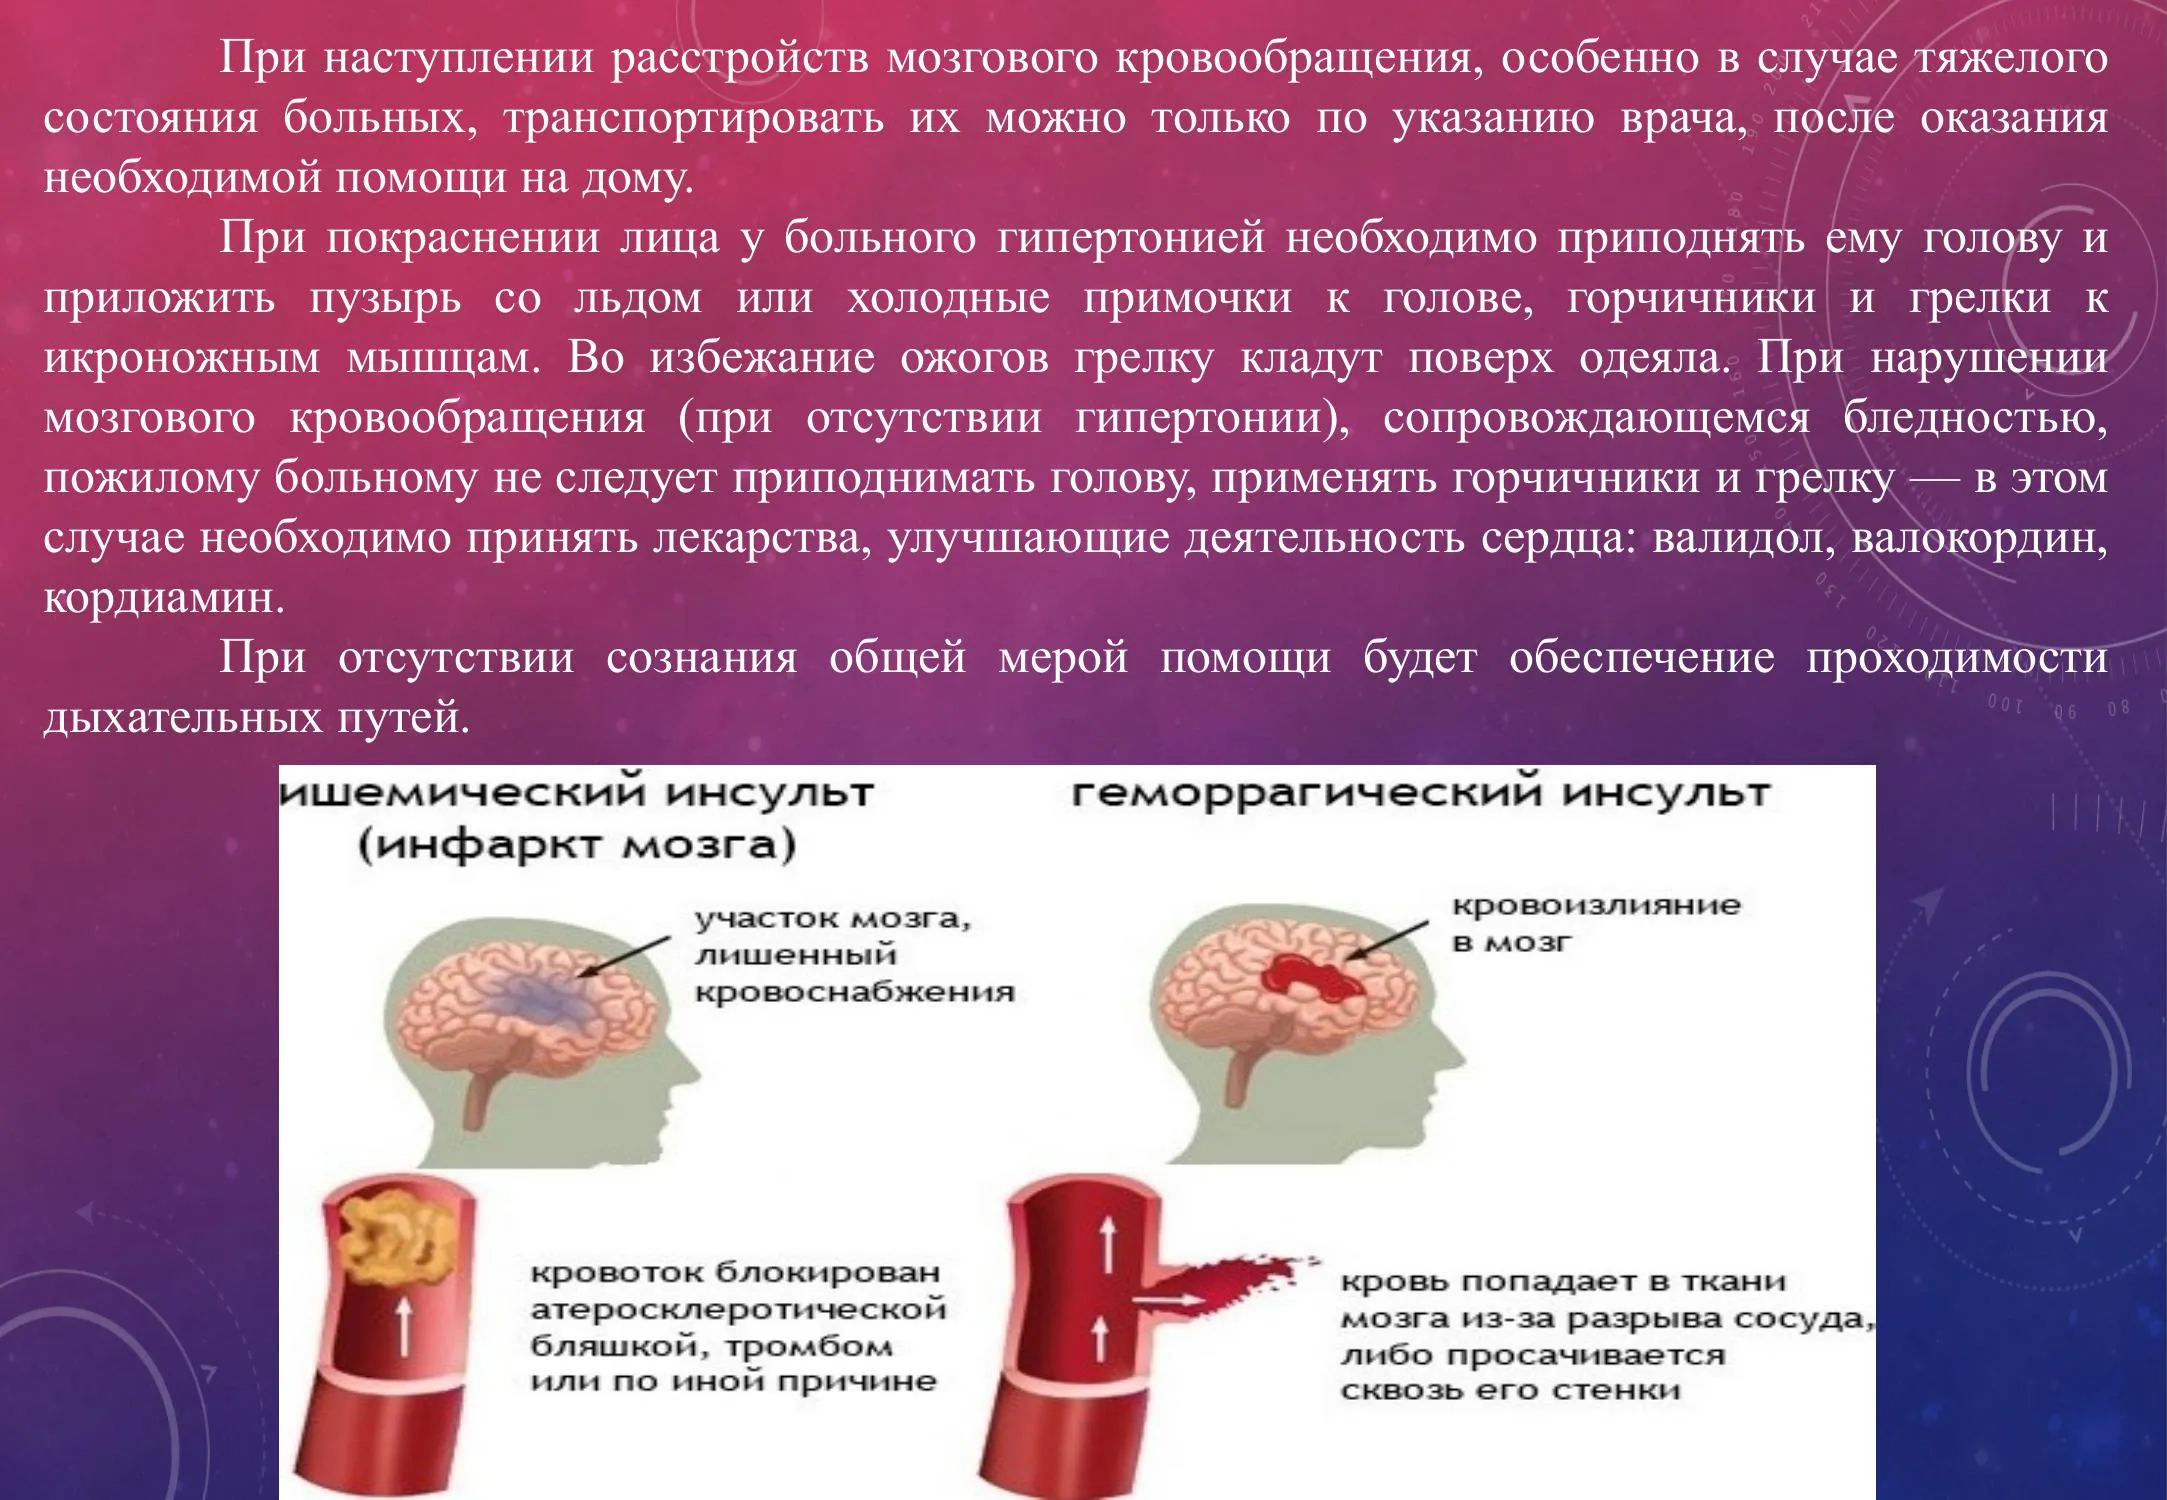 При наступлении расстройств мозгового кровообращения, особенно в случае тяжелого
состояния больных, транспортировать их можно только по указанию врача, после оказания
необходимой помощи на дому.
При покраснении лица у больного гипертонией необходимо приподнять ему голову и
приложить пузырь со льдом или холодные примочки к голове, горчичники и грелки к
икроножным мышцам. Во избежание ожогов грелку кладут поверх одеяла. При нарушении
мозгового кровообращения (при отсутствии гипертонии), сопровождающемся бледностью,
пожилому больному не следует приподнимать голову, применять горчичники и грелку — в этом
случае необходимо принять лекарства, улучшающие деятельность сердца: валидол, валокордин,
кордиамин.
При отсутствии сознания общей мерой помощи будет обеспечение проходимости
дыхательных путей.
ишемический инсульт
(инфаркт мозга)
участок мозга,
лишенный
кровоснабжения
кровоток блокирован
атеросклеротической
бляшкой, тромбом
или по иной причине
геморрагический инсульт
кровоизлияние
в мозг
кровь попадает в ткани
мозга из-за разрыва сосуда,
либо просачивается
сквозь его стенки
130
100
90
80